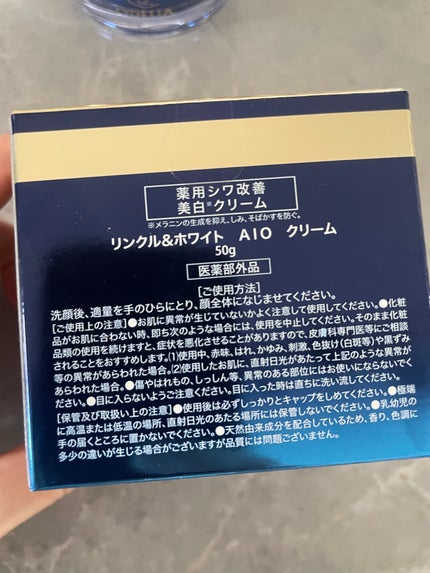 薬用シワ改善
美白※クリーム
※メラニンの生成を抑え、しみ、そばかすを防ぐ。
リンクル&ホワイト AIO クリーム
50g
医薬部外品
[ご使用方法]
洗顔後、適量を手のひらにとり、顔全体になじませてください。
[ご使用上の注意]●お肌に異常が生じていないかよく注意して使用してください。●化粧
品がお肌に合わない時、即ち次のような場合には、使用を中止してください。そのまま化粧
品類の使用を続けますと、症状を悪化させることがありますので、皮膚科専門医等にご相談
されることをおすすめします。(1)使用中、赤味、はれ、かゆみ、刺激、色抜け(白斑等)や黒ずみ
等の異常があらわれた場合。(2)使用したお肌に、直射日光があたって上記のような異常が
あらわれた場合。●傷やはれもの、しっしん等、異常のある部位にはお使いにならないでく
ださい。●目に入らないようご注意ください。目に入った時は直ちに洗い流してください。
[保管及び取扱い上の注意]●使用後は必ずしっかりとキャップをしめてください。●極端
に高温または低温の場所、直射日光のあたる場所には保管しないでください。●乳幼児の
手の届くところに置かないでください。●天然由来成分を配合しているため、香り、色調に
多少の違いが生じる場合がございますが品質には問題ございません。